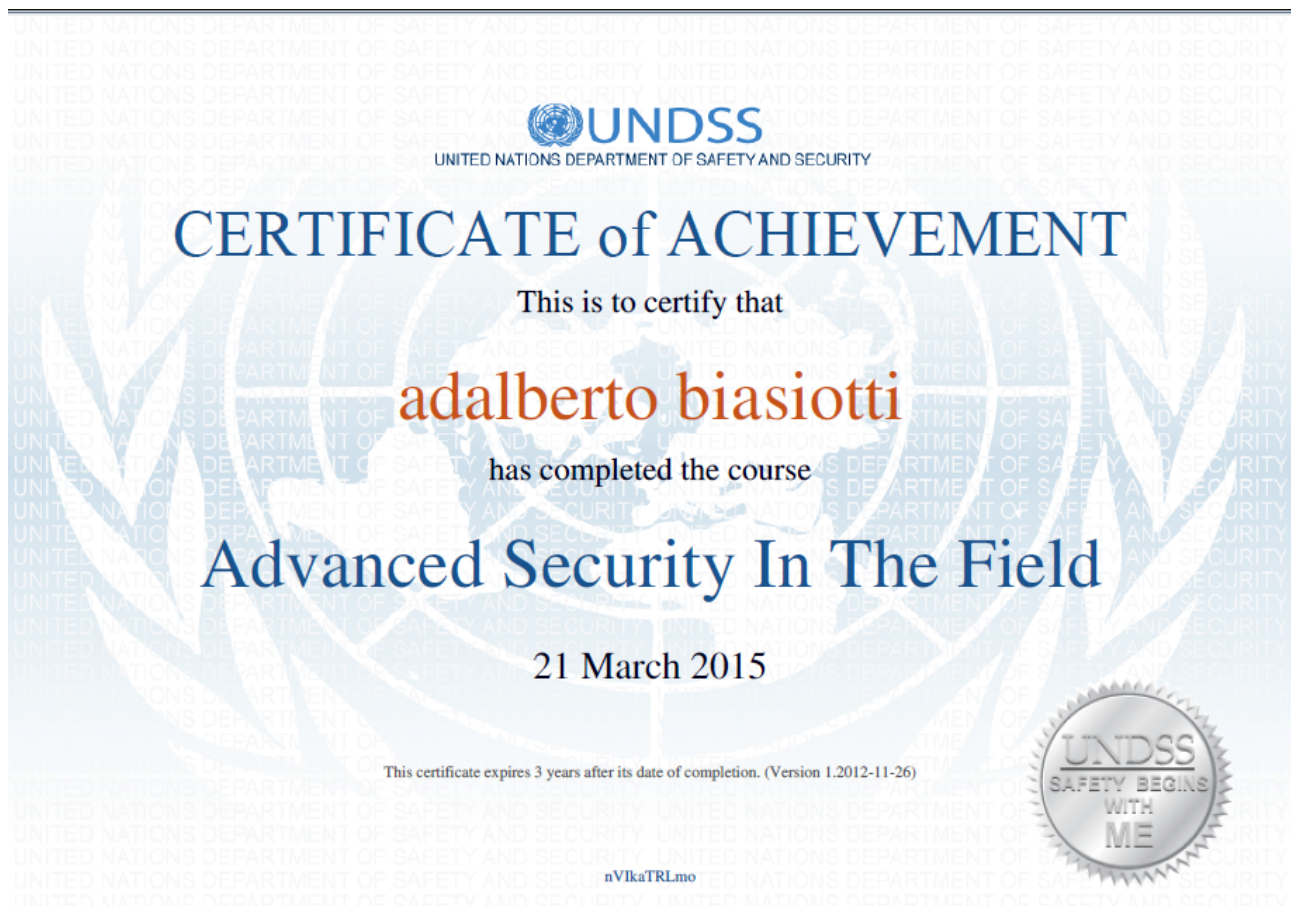 UNDSS
UNITED NATIONS DEPARTMENT OF SAFETY AND SECURITY
CERTIFICATE of ACHIEVEMENT
This is to certify that
adalberto biasiotti
has completed the course
Advanced Security In The Field
21 March 2015
This certificate expires 3 years after its date of completion. (Version 1.2012-11-26)
UNDSS
SAFETY BEGINS
WITH
ME
nVIkaTRLmo